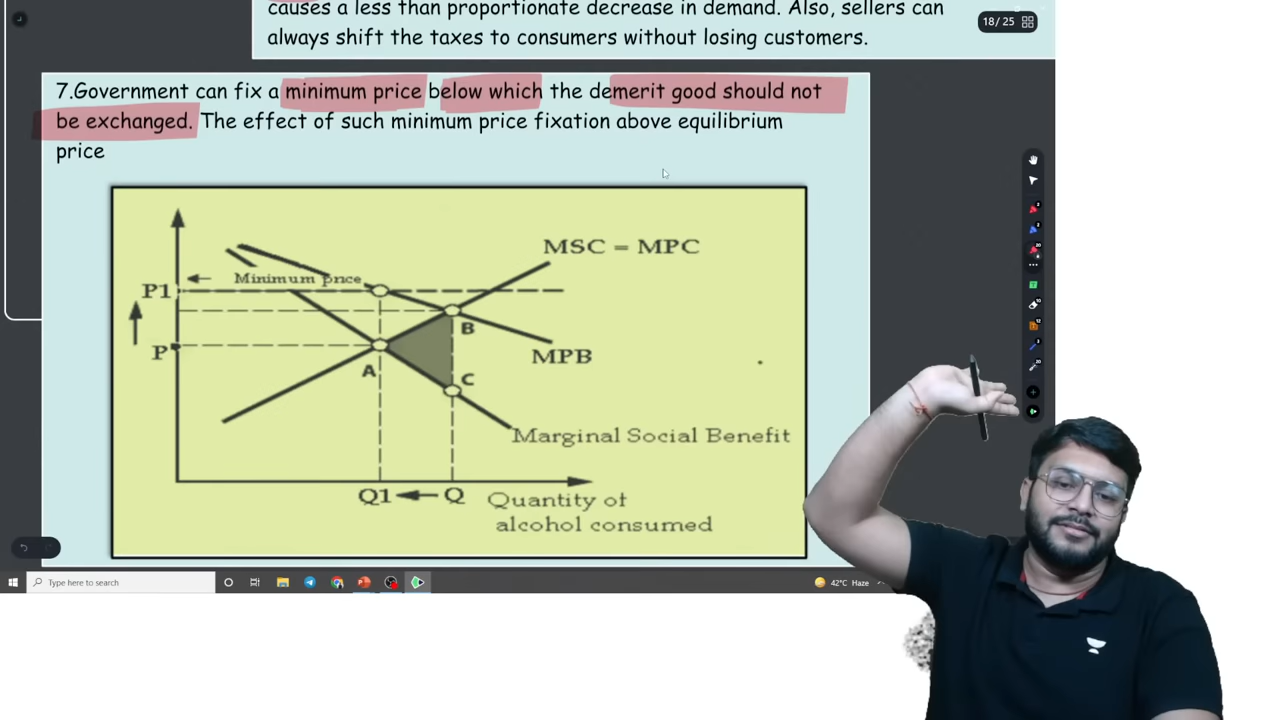 causes a less than proportionate decrease in demand. Also, sellers can
always shift the taxes to consumers without losing customers.
18/25
7.Government can fix a minimum price below which the demerit good should not
be exchanged. The effect of such minimum price fixation above equilibrium
price
MSC = MPC
Minimum price
P1
B
P
MPB
A
C
Marginal Social Benefit
Q1
Q
Quantity of
alcohol consumed
Type here to search
42°C Haze